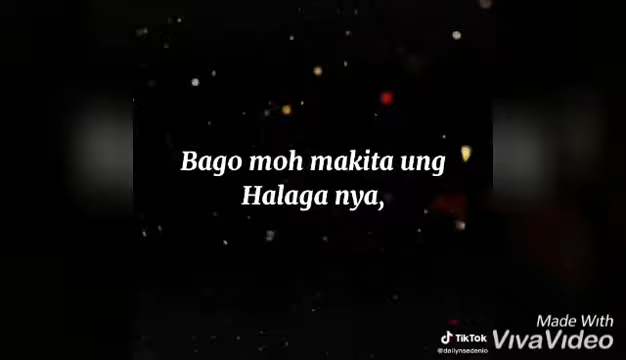 Bago moh makita ung
Halaga nya,
Made With
TikTok
VivaVideo
@dailynsedenio